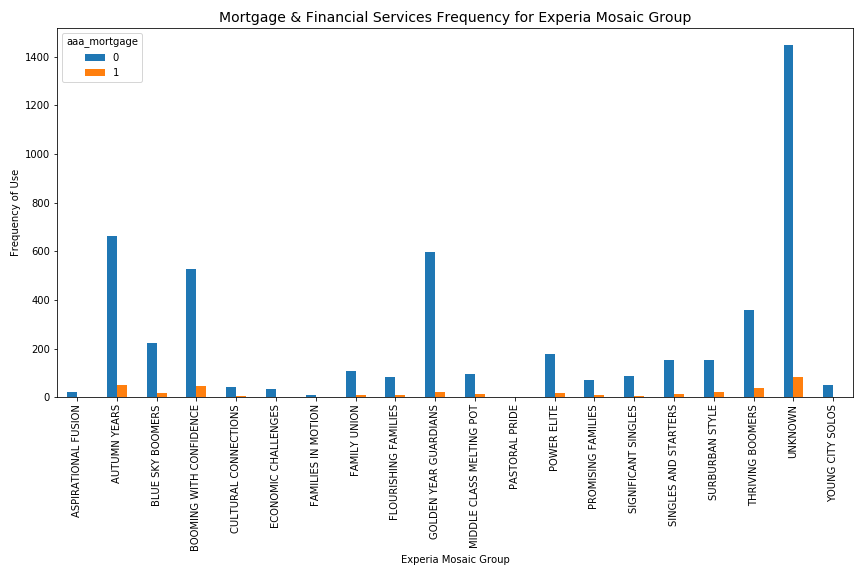 Mortgage & Financial Services Frequency for Experia Mosaic Group
aaa_mortgage
0
1
Frequency of Use
1400
1200
1000
800
600
400
200
0
ASPIRATIONAL FUSION
AUTUMN YEARS
BLUE SKY BOOMERS
BOOMING WITH CONFIDENCE
CULTURAL CONNECTIONS
ECONOMIC CHALLENGES
FAMILIES IN MOTION
FAMILY UNION
FLOURISHING FAMILIES
GOLDEN YEAR GUARDIANS
MIDDLE CLASS MELTING POT
PASTORAL PRIDE
POWER ELITE
PROMISING FAMILIES
SIGNIFICANT SINGLES
SINGLES AND STARTERS
SURBURBAN STYLE
THRIVING BOOMERS
UNKNOWN
YOUNG CITY SOLOS
Experia Mosaic Group